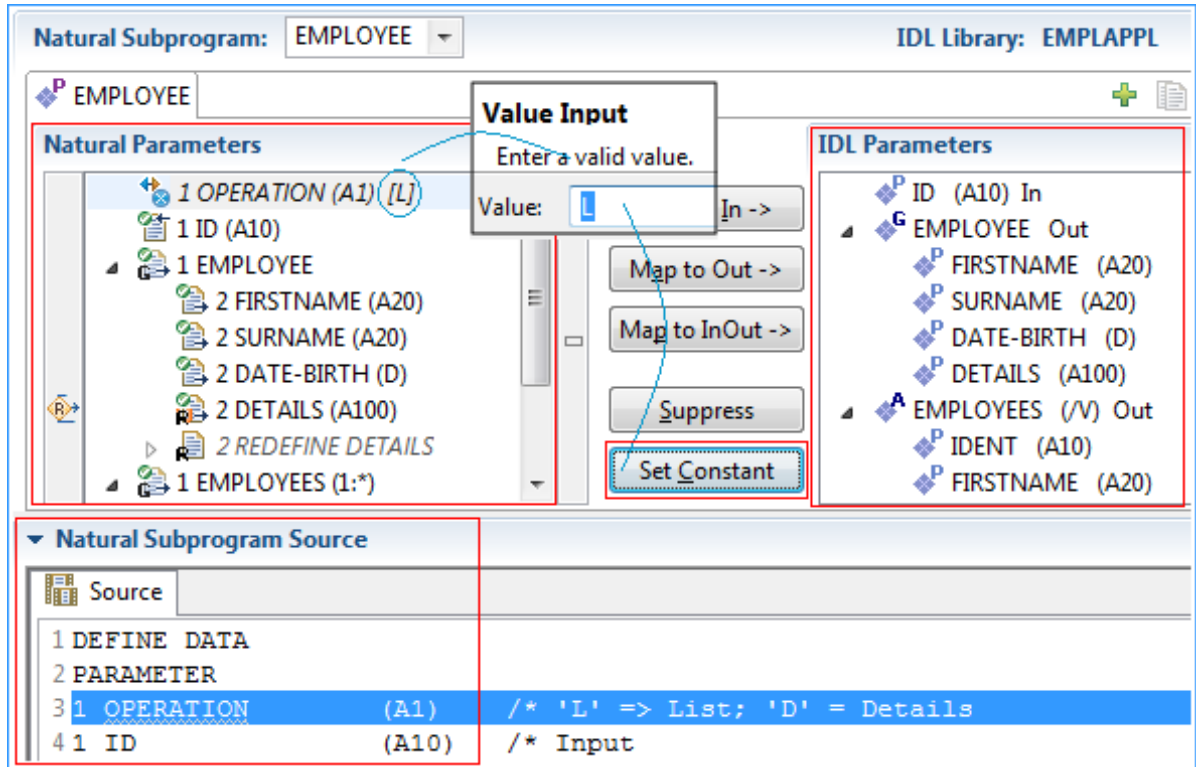 Natural Subprogram: EMPLOYEE IDL Library: EMPLAPPL
P EMPLOYEE
Value Input
Enter a valid value.
Value: L
Natural Parameters
1 OPERATION (A1) [L]
1 ID (A10)
1 EMPLOYEE
2 FIRSTNAME (A20)
2 SURNAME (A20)
2 DATE-BIRTH (D)
R 2 DETAILS (A100)
2 REDEFINE DETAILS
1 EMPLOYEES (1:*)
In ->
Map to Out ->
Map to InOut ->
Suppress
Set Constant
IDL Parameters
P ID (A10) In
G EMPLOYEE Out
P FIRSTNAME (A20)
P SURNAME (A20)
P DATE-BIRTH (D)
P DETAILS (A100)
A EMPLOYEES (/V) Out
P IDENT (A10)
P FIRSTNAME (A20)
Natural Subprogram Source
Source
1 DEFINE DATA
2 PARAMETER
3 1 OPERATION (A1) /* 'L' => List; 'D' = Details
4 1 ID (A10) /* Input